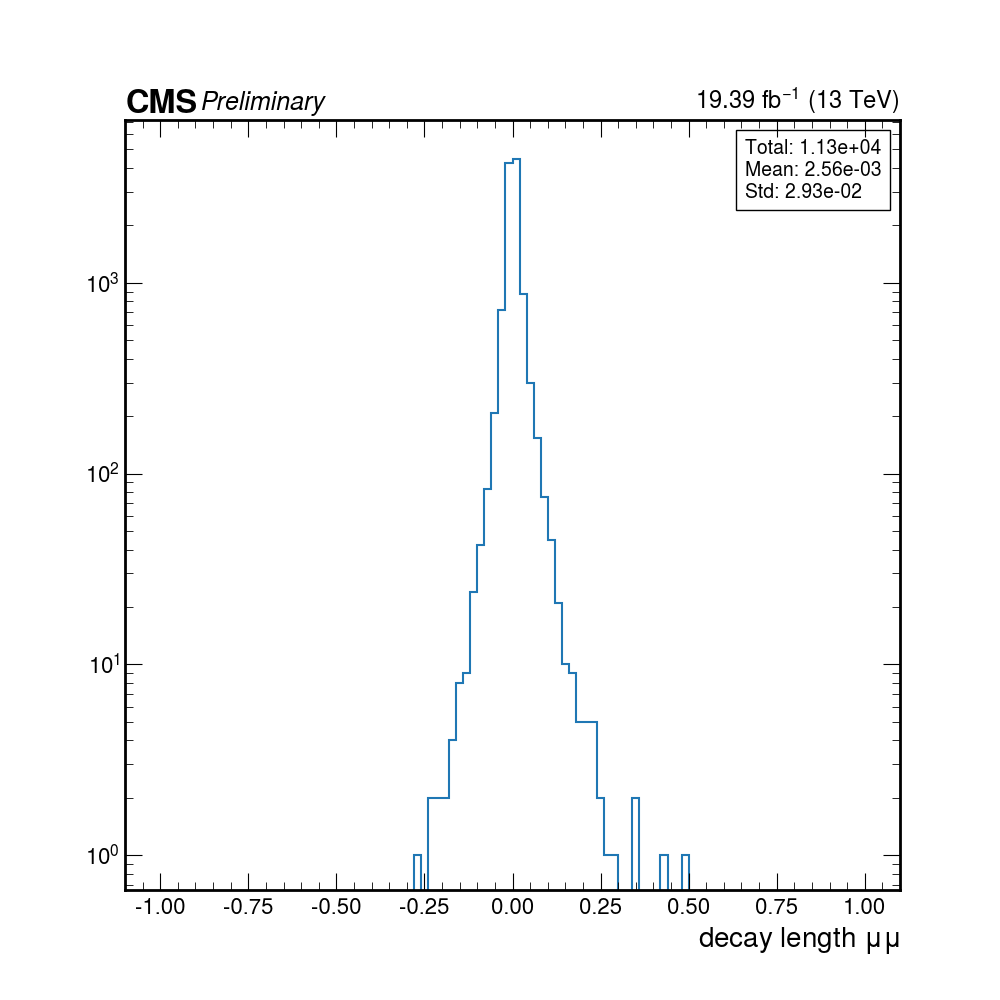 CMS Preliminary 19.39 fb⁻¹ (13 TeV)
Total: 1.13e+04
Mean: 2.56e-03
Std: 2.93e-02
10³
10²
10¹
10⁰
-1.00 -0.75 -0.50 -0.25 0.00 0.25 0.50 0.75 1.00
decay length μμ